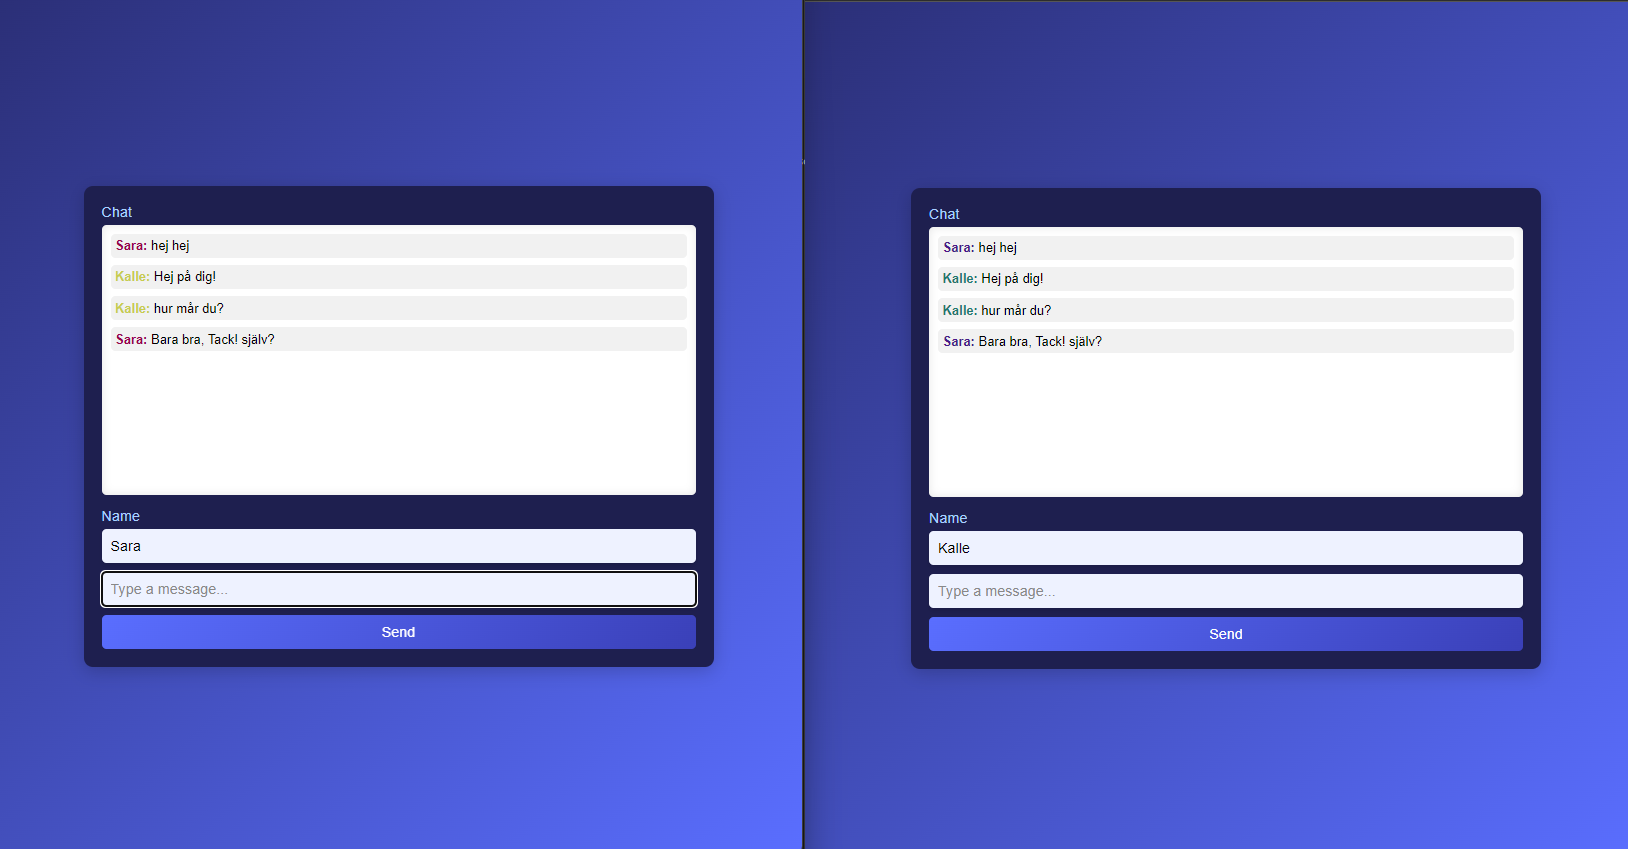 Chat
Sara: hej hej
Kalle: Hej på dig!
Kalle: hur mår du?
Sara: Bara bra, Tack! själv?
Name
Sara
Type a message...
Send
Chat
Sara: hej hej
Kalle: Hej på dig!
Kalle: hur mår du?
Sara: Bara bra, Tack! själv?
Name
Kalle
Type a message...
Send